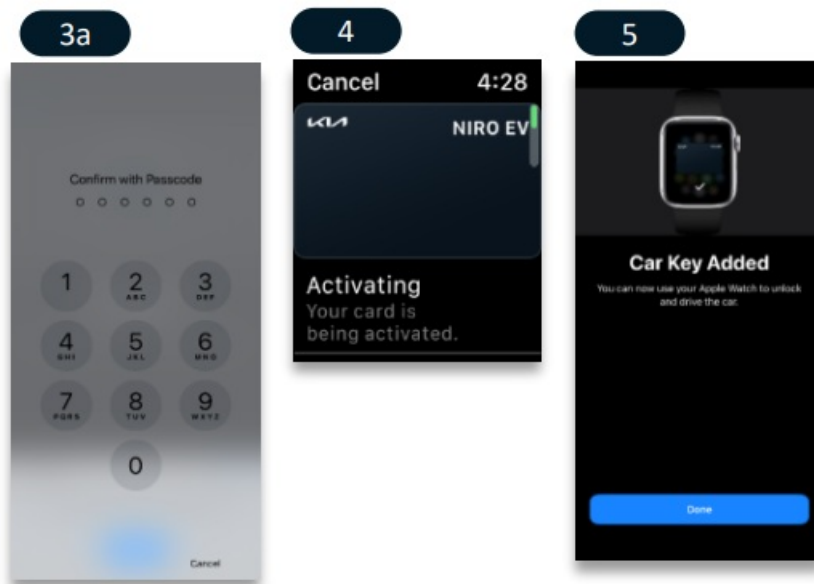 3a
4
5
Confirm with Passcode
1
2
ABC
3
DEF
4
GHI
5
JKL
6
MNO
7
PQRS
8
TUV
9
WXYZ
0
Cancel
Cancel 4:28
KIA NIRO EV
Activating
Your card is
being activated.
Car Key Added
You can now use your Apple Watch to unlock
and drive the car.
Done